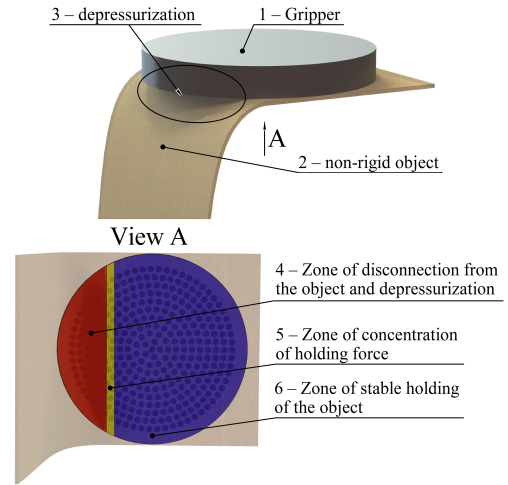 3 – depressurization
1 – Gripper
A
2 – non-rigid object
View A
4 – Zone of disconnection from
the object and depressurization
5 – Zone of concentration
of holding force
6 – Zone of stable holding
of the object